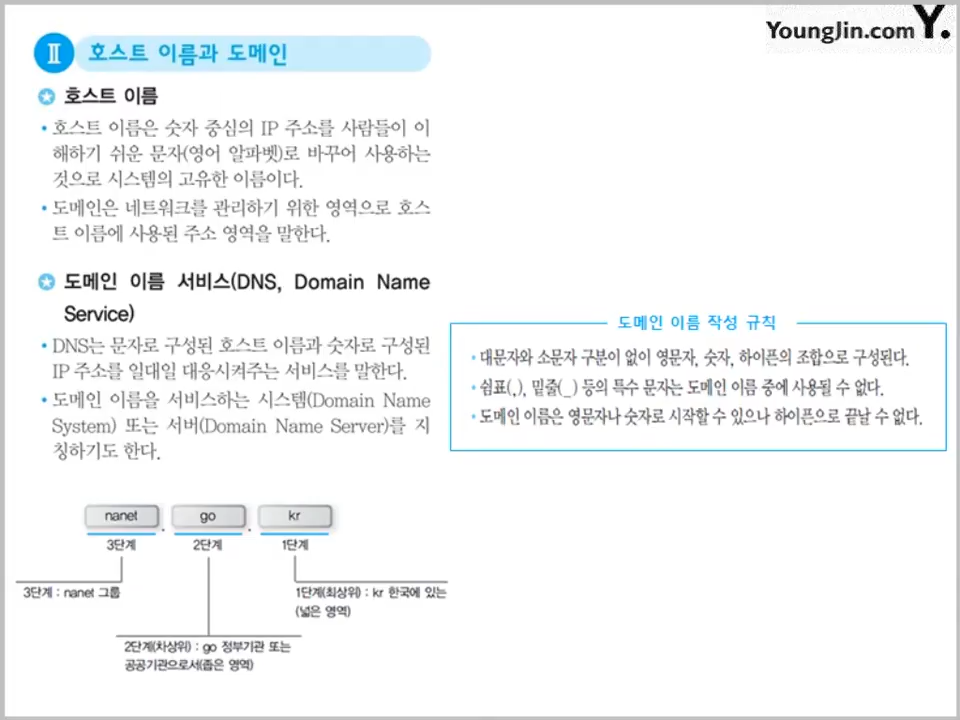 YoungJin.com Y.
Ⅱ 호스트 이름과 도메인
호스트 이름
• 호스트 이름은 숫자 중심의 IP 주소를 사람들이 이
해하기 쉬운 문자(영어 알파벳)로 바꾸어 사용하는
것으로 시스템의 고유한 이름이다.
• 도메인은 네트워크를 관리하기 위한 영역으로 호스
트 이름에 사용된 주소 영역을 말한다.
도메인 이름 서비스(DNS, Domain Name
Service)
• DNS는 문자로 구성된 호스트 이름과 숫자로 구성된
IP 주소를 일대일 대응시켜주는 서비스를 말한다.
• 도메인 이름을 서비스하는 시스템(Domain Name
System) 또는 서버(Domain Name Server)를 지
칭하기도 한다.
도메인 이름 작성 규칙
• 대문자와 소문자 구분이 없이 영문자, 숫자, 하이픈의 조합으로 구성된다.
• 쉼표(,), 밑줄(_) 등의 특수 문자는 도메인 이름 중에 사용될 수 없다.
• 도메인 이름은 영문자나 숫자로 시작할 수 있으나 하이픈으로 끝날 수 없다.
nanet . go . kr
3단계 2단계 1단계
3단계 : nanet 그룹
1단계(최상위) : kr 한국에 있는
(넓은 영역)
2단계(차상위) : go 정부기관 또는
공공기관으로서(좁은 영역)